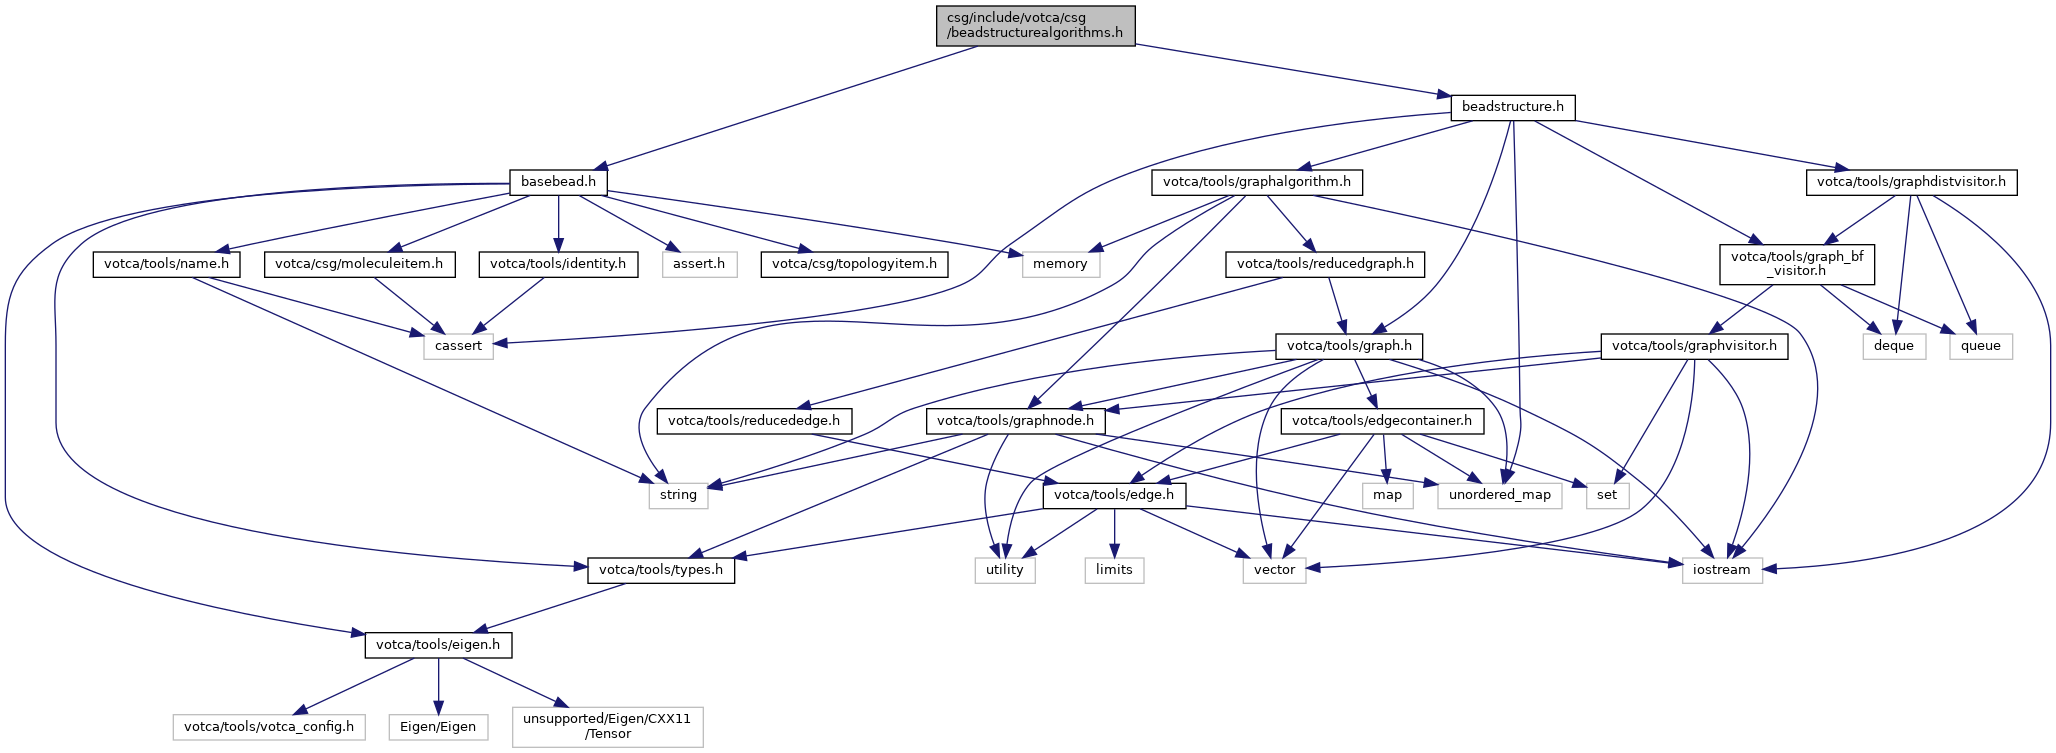 csg/include/votca/csg
/beadstructurealgorithms.h
beadstructure.h
basebead.h
votca/tools/graphalgorithm.h
votca/tools/graphdistvisitor.h
votca/tools/name.h
votca/csg/moleculeitem.h
votca/tools/identity.h
assert.h
votca/csg/topologyitem.h
memory
votca/tools/reducedgraph.h
votca/tools/graph_bf
_visitor.h
cassert
votca/tools/graph.h
votca/tools/graphvisitor.h
deque
queue
votca/tools/reducededge.h
votca/tools/graphnode.h
votca/tools/edgecontainer.h
string
votca/tools/edge.h
map
unordered_map
set
votca/tools/types.h
utility
limits
vector
iostream
votca/tools/eigen.h
votca/tools/votca_config.h
Eigen/Eigen
unsupported/Eigen/CXX11
/Tensor